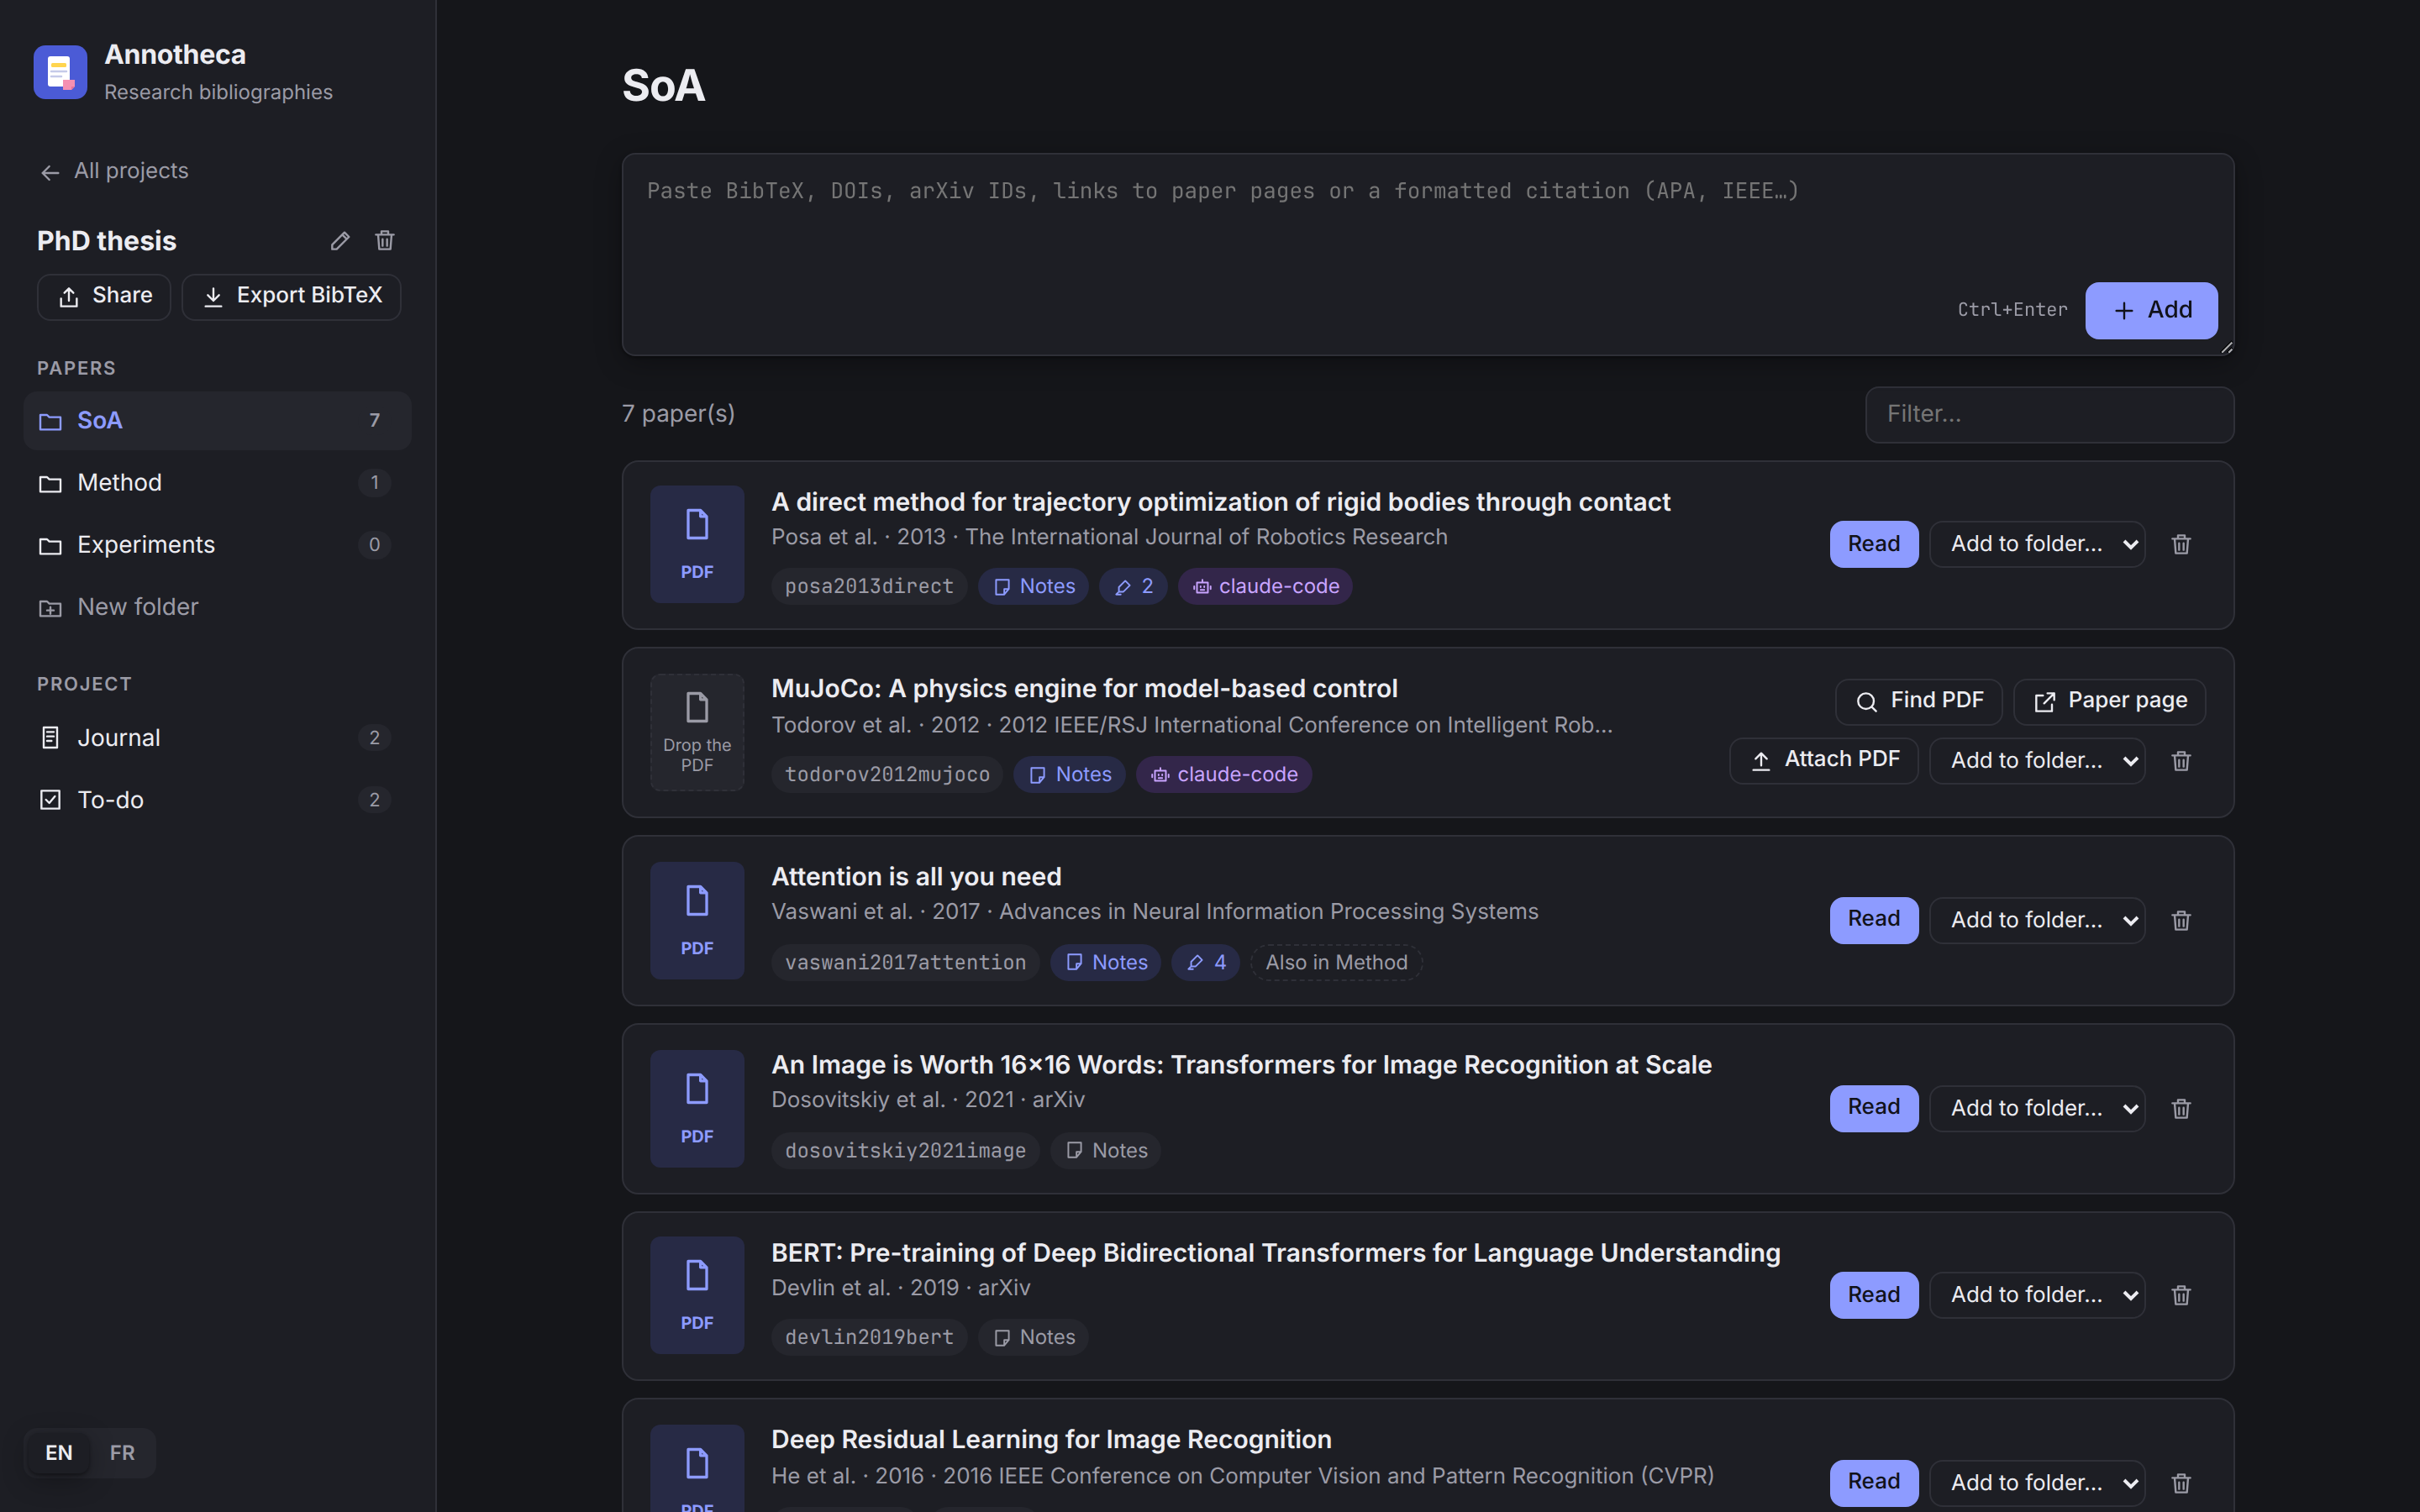 Annotheca
Research bibliographies
All projects
PhD thesis
Share
Export BibTeX
PAPERS
SoA 7
Method 1
Experiments 0
New folder
PROJECT
Journal 2
To-do 2
EN FR
SoA
Paste BibTeX, DOIs, arXiv IDs, links to paper pages or a formatted citation (APA, IEEE…)
Ctrl+Enter
Add
7 paper(s)
Filter…
PDF
A direct method for trajectory optimization of rigid bodies through contact
Posa et al. · 2013 · The International Journal of Robotics Research
posa2013direct Notes 2 claude-code
Read Add to folder…
Drop the
PDF
MuJoCo: A physics engine for model-based control
Todorov et al. · 2012 · 2012 IEEE/RSJ International Conference on Intelligent Rob…
todorov2012mujoco Notes claude-code
Find PDF Paper page
Attach PDF Add to folder…
PDF
Attention is all you need
Vaswani et al. · 2017 · Advances in Neural Information Processing Systems
vaswani2017attention Notes 4 Also in Method
Read Add to folder…
PDF
An Image is Worth 16×16 Words: Transformers for Image Recognition at Scale
Dosovitskiy et al. · 2021 · arXiv
dosovitskiy2021image Notes
Read Add to folder…
PDF
BERT: Pre-training of Deep Bidirectional Transformers for Language Understanding
Devlin et al. · 2019 · arXiv
devlin2019bert Notes
Read Add to folder…
PDF
Deep Residual Learning for Image Recognition
He et al. · 2016 · 2016 IEEE Conference on Computer Vision and Pattern Recognition (CVPR)
Read Add to folder…